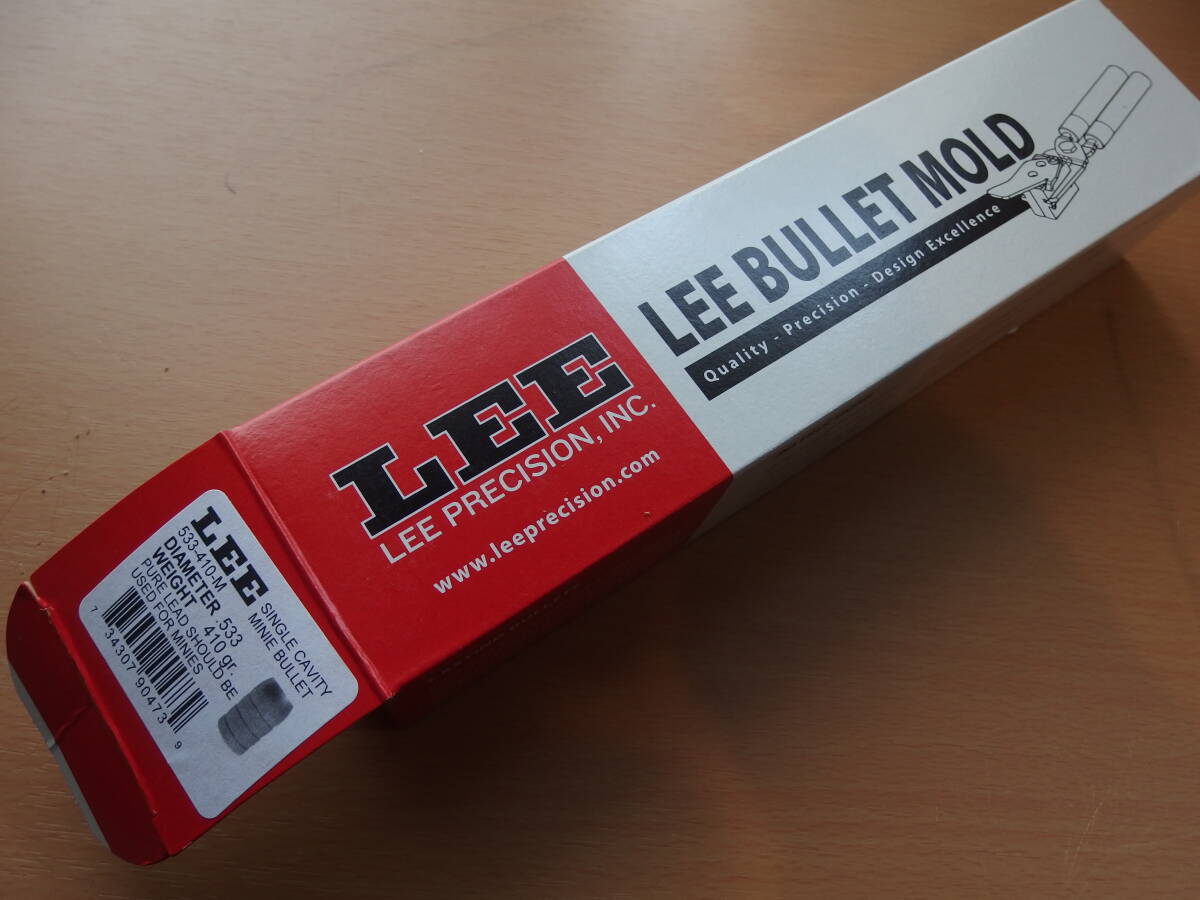 LEE BULLET MOLD
Quality - Precision - Design Excellence
LEE
LEE PRECISION, INC.
www.leeprecision.com
LEE
SINGLE CAVITY
533-410-M
MINIE BULLET
DIAMETER .533
WEIGHT 410 gr.
PURE LEAD SHOULD BE
USED FOR MINIES
7 34307 90473 9